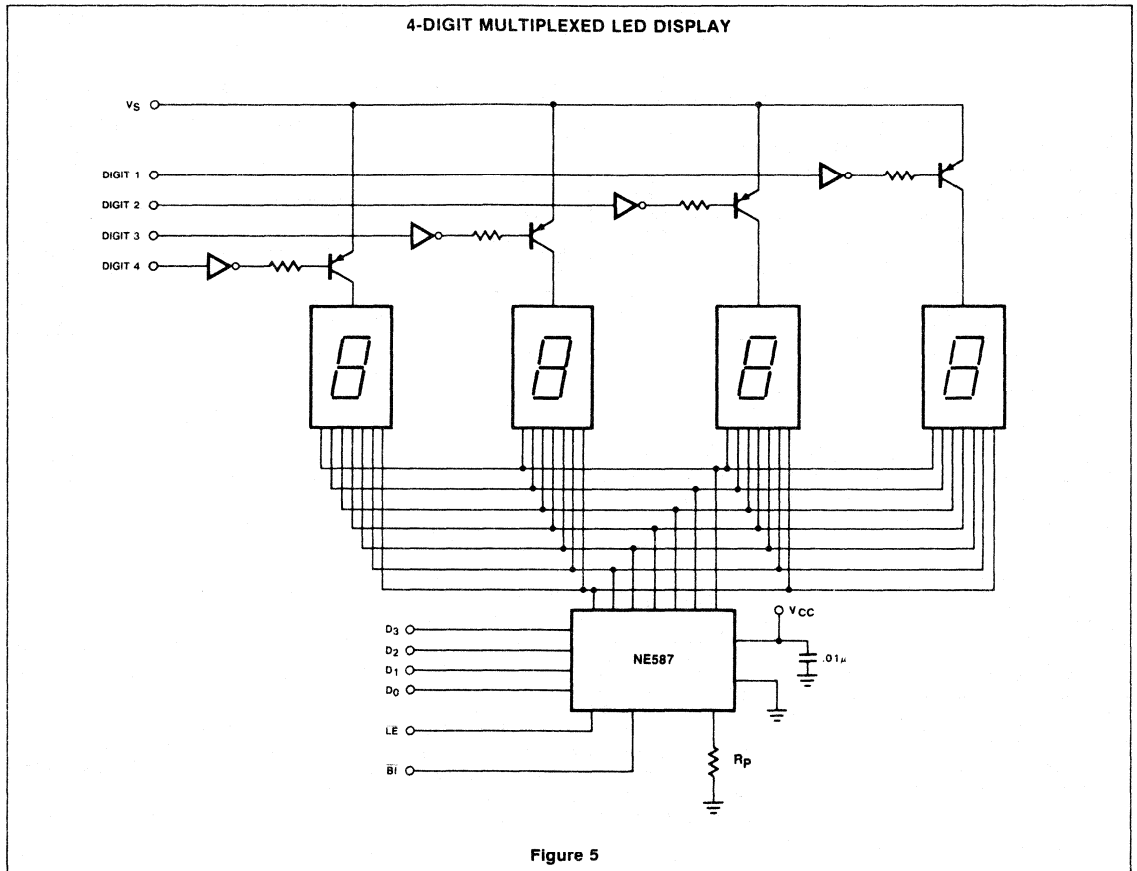 4-DIGIT MULTIPLEXED LED DISPLAY
VS
DIGIT 1
DIGIT 2
DIGIT 3
DIGIT 4
VCC
D3
D2
D1
D0
NE587
.01μ
LE
BI
RP
Figure 5